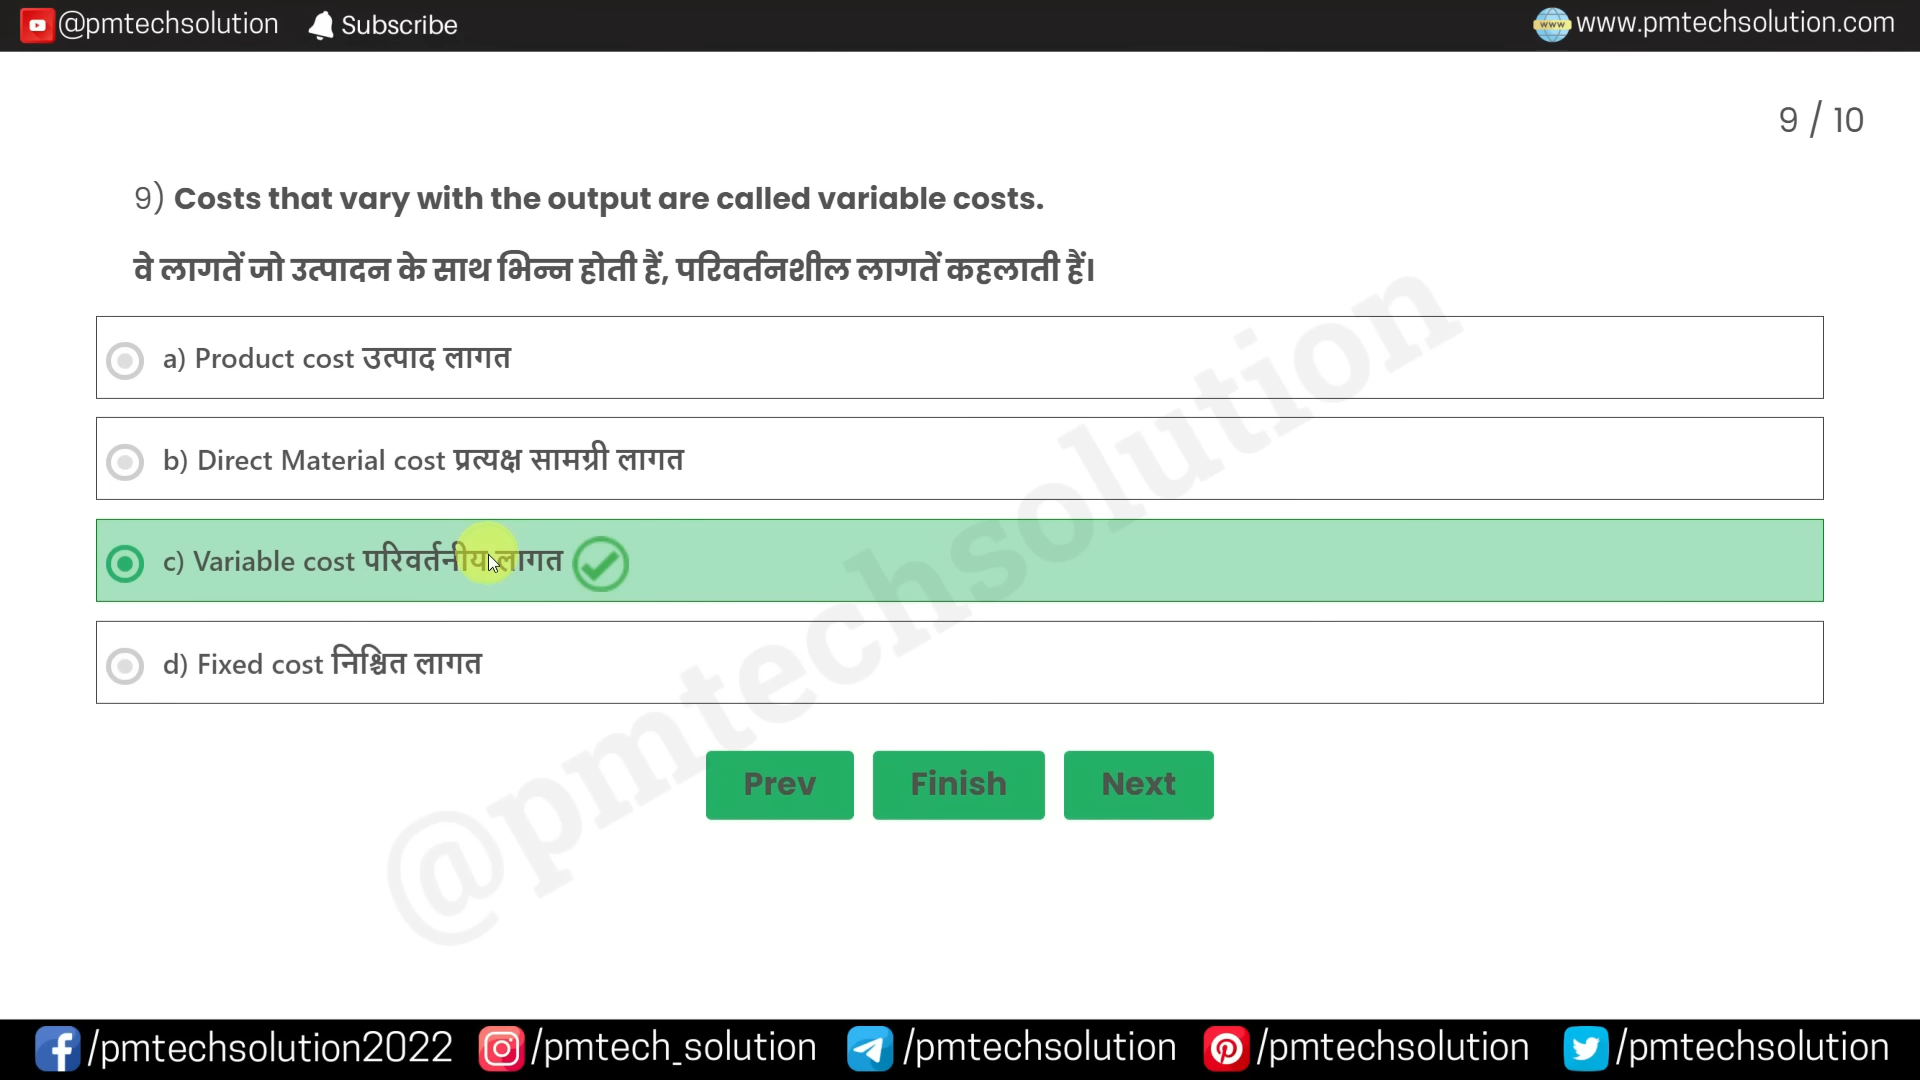 @pmtechsolution Subscribe www.pmtechsolution.com
9 / 10
9) Costs that vary with the output are called variable costs.
वे लागतें जो उत्पादन के साथ भिन्न होती हैं, परिवर्तनशील लागतें कहलाती हैं।
a) Product cost उत्पाद लागत
b) Direct Material cost प्रत्यक्ष सामग्री लागत
c) Variable cost परिवर्तनीय लागत
d) Fixed cost निश्चित लागत
@pmtechsolution
Prev Finish Next
/pmtechsolution2022 /pmtech_solution /pmtechsolution /pmtechsolution /pmtechsolution